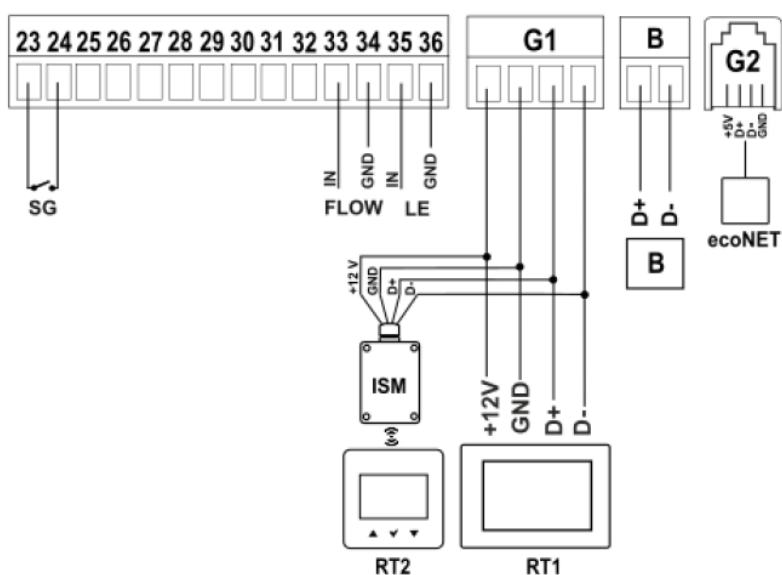 23 24 25 26 27 28 29 30 31 32 33 34 35 36
G1
B
G2
+5V
D+
D-
GND
IN
GND
IN
GND
SG
FLOW
LE
D+
D-
ecoNET
B
+12 V
GND
D+
D-
ISM
+12V
GND
D+
D-
RT2
RT1